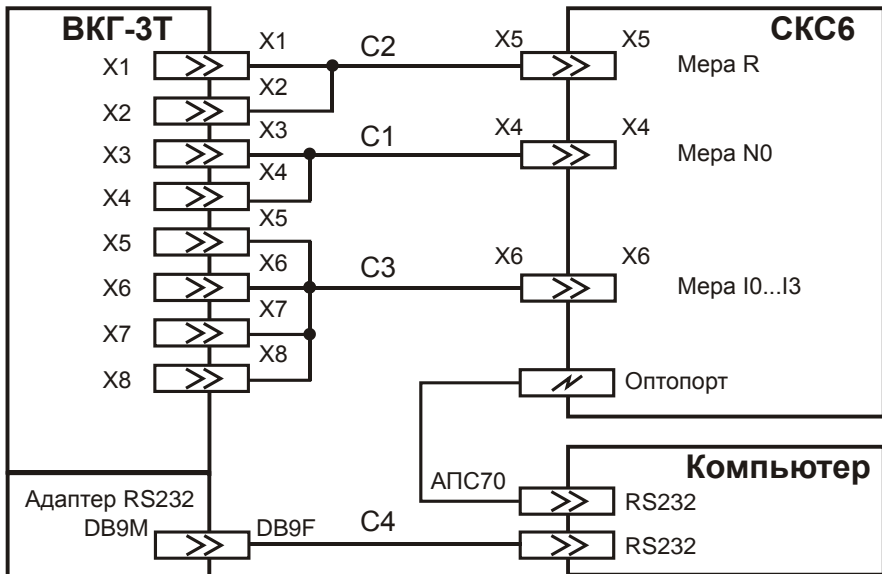 ВКГ-3Т
СКС6
X1
X1
C2
X5
X5
Мера R
X2
X2
X3
X3
C1
X4
X4
Мера N0
X4
X4
X5
X5
X6
X6
C3
X6
X6
Мера I0...I3
X7
X7
X8
X8
Оптопорт
Компьютер
АПС70
RS232
Адаптер RS232
DB9M
DB9F
C4
RS232